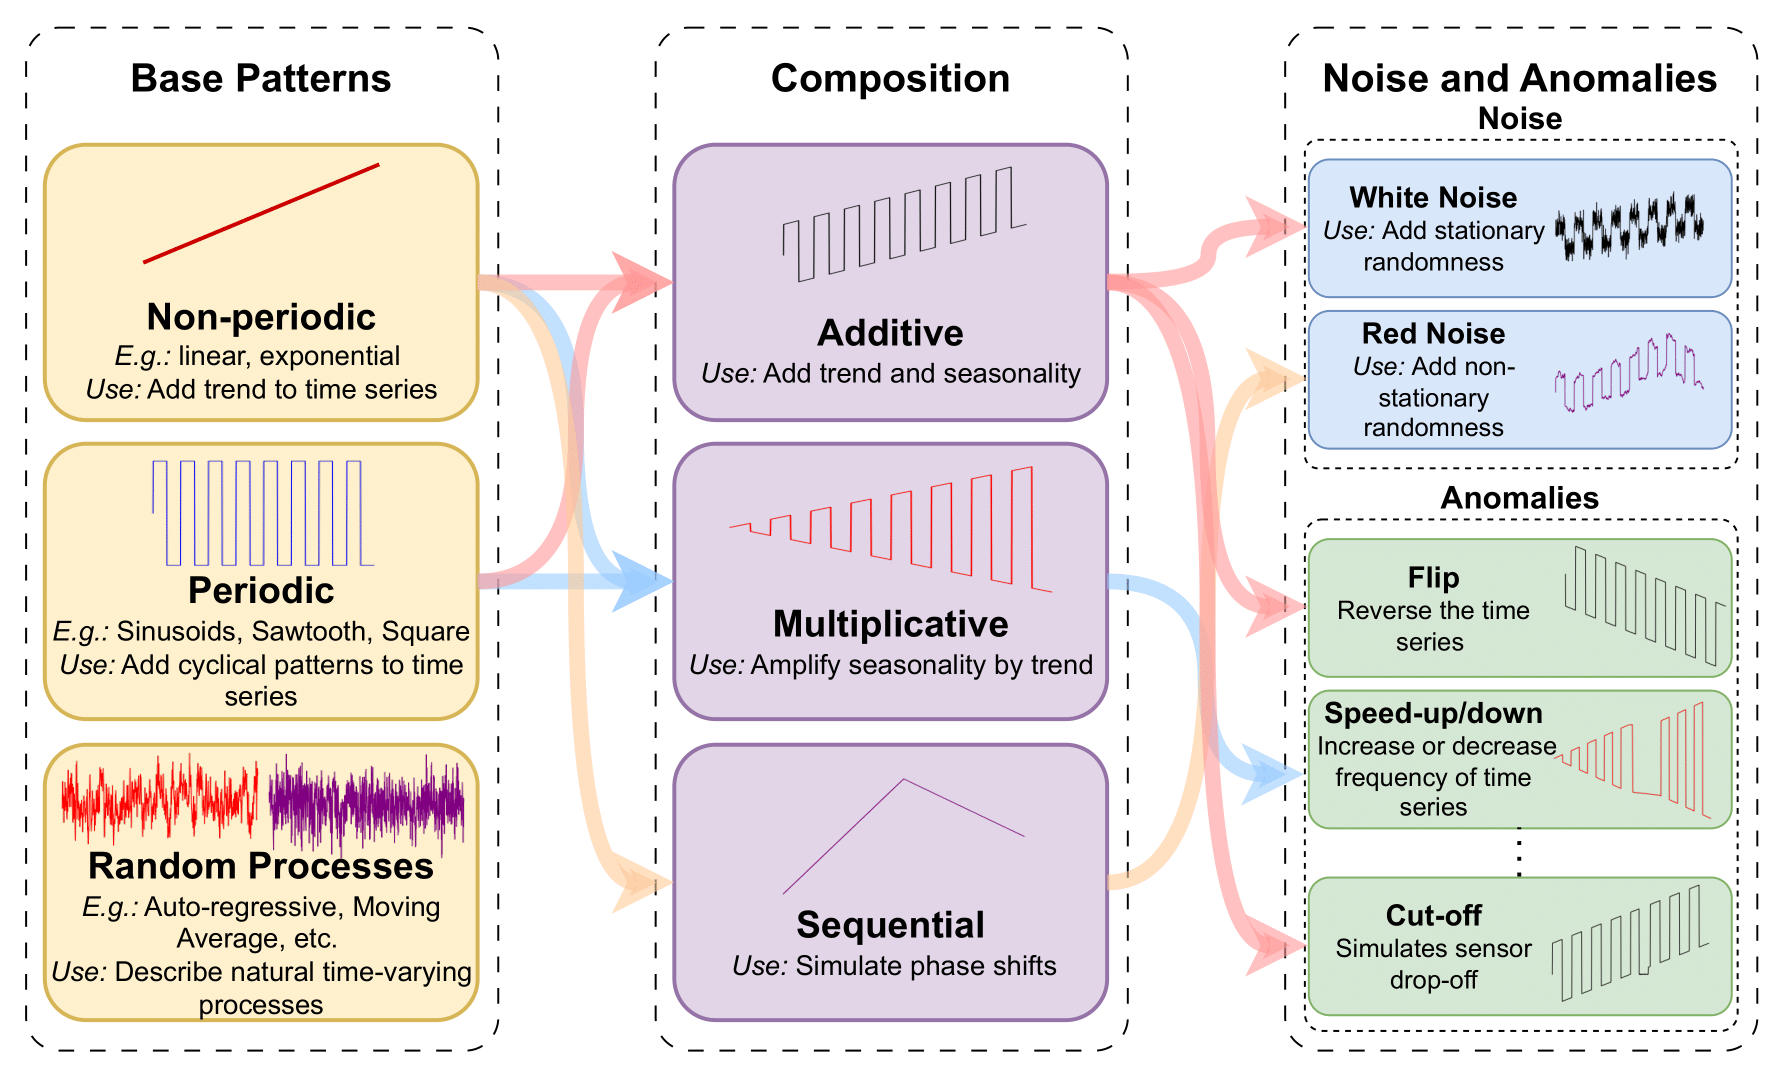 Base Patterns
Non-periodic
E.g.: linear, exponential
Use: Add trend to time series
Periodic
E.g.: Sinusoids, Sawtooth, Square
Use: Add cyclical patterns to time
series
Random Processes
E.g.: Auto-regressive, Moving
Average, etc.
Use: Describe natural time-varying
processes
Composition
Additive
Use: Add trend and seasonality
Multiplicative
Use: Amplify seasonality by trend
Sequential
Use: Simulate phase shifts
Noise and Anomalies
Noise
White Noise
Use: Add stationary
randomness
Red Noise
Use: Add non-
stationary
randomness
Anomalies
Flip
Reverse the time
series
Speed-up/down
Increase or decrease
frequency of time
series
Cut-off
Simulates sensor
drop-off